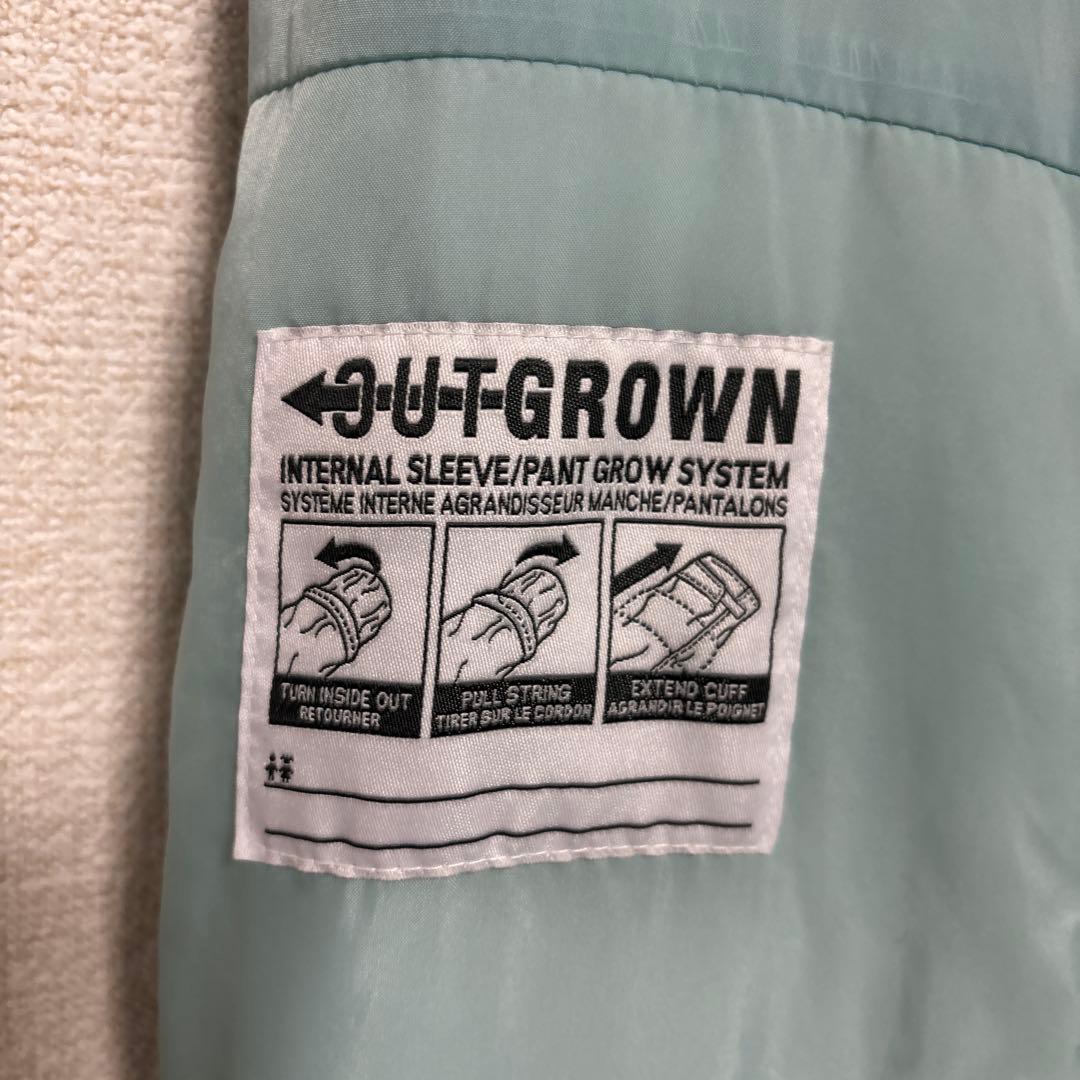 OUTGROWN
INTERNAL SLEEVE/PANT GROW SYSTEM
SYSTÈME INTERNE AGRANDISSEUR MANCHE/PANTALONS
TURN INSIDE OUT
RETOURNER
PULL STRING
TIRER SUR LE CORDON
EXTEND CUFF
AGRANDIR LE POIGNET